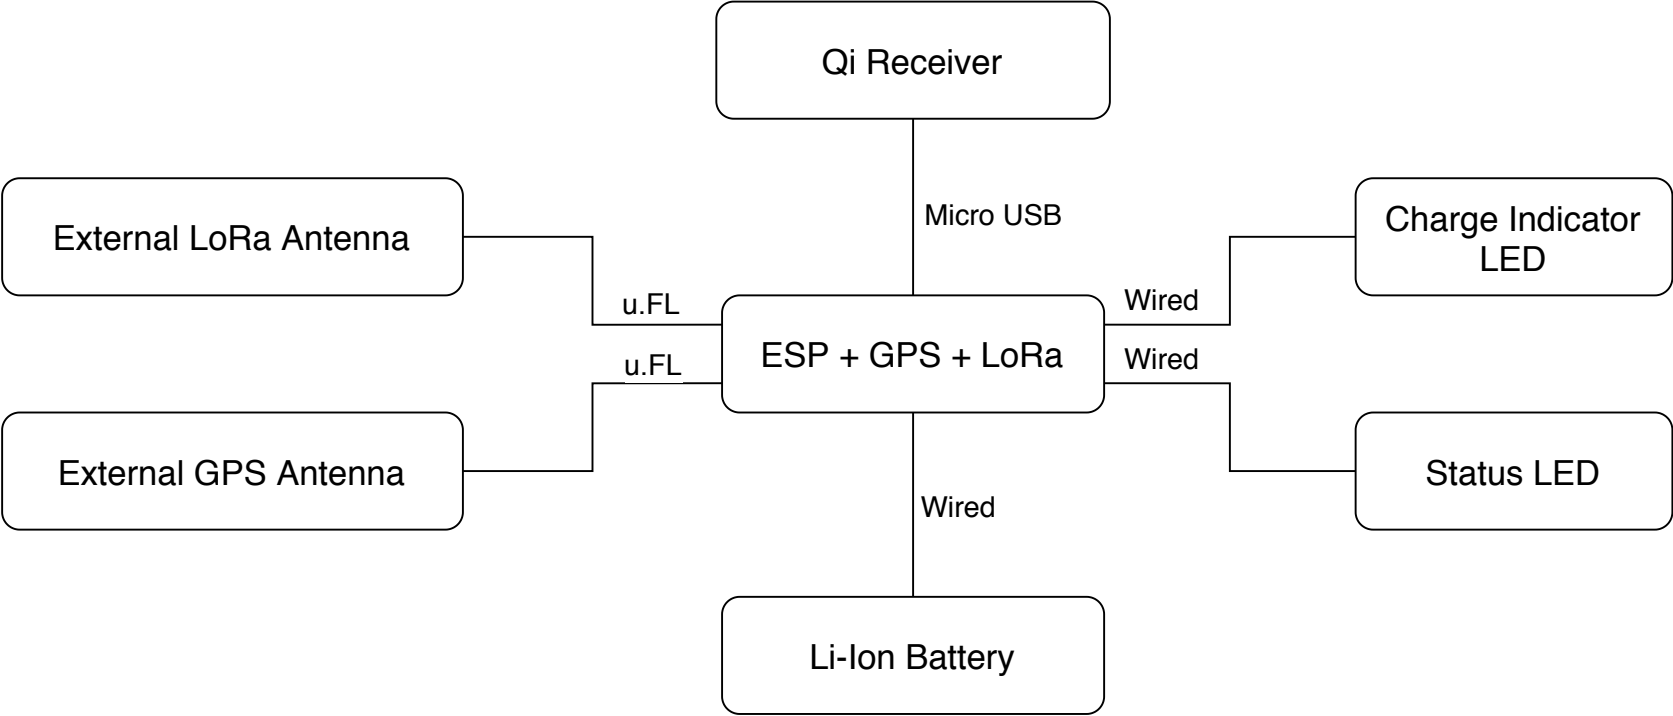 Qi Receiver
Micro USB
External LoRa Antenna
Charge Indicator
LED
u.FL
Wired
ESP + GPS + LoRa
u.FL
Wired
External GPS Antenna
Status LED
Wired
Li-Ion Battery